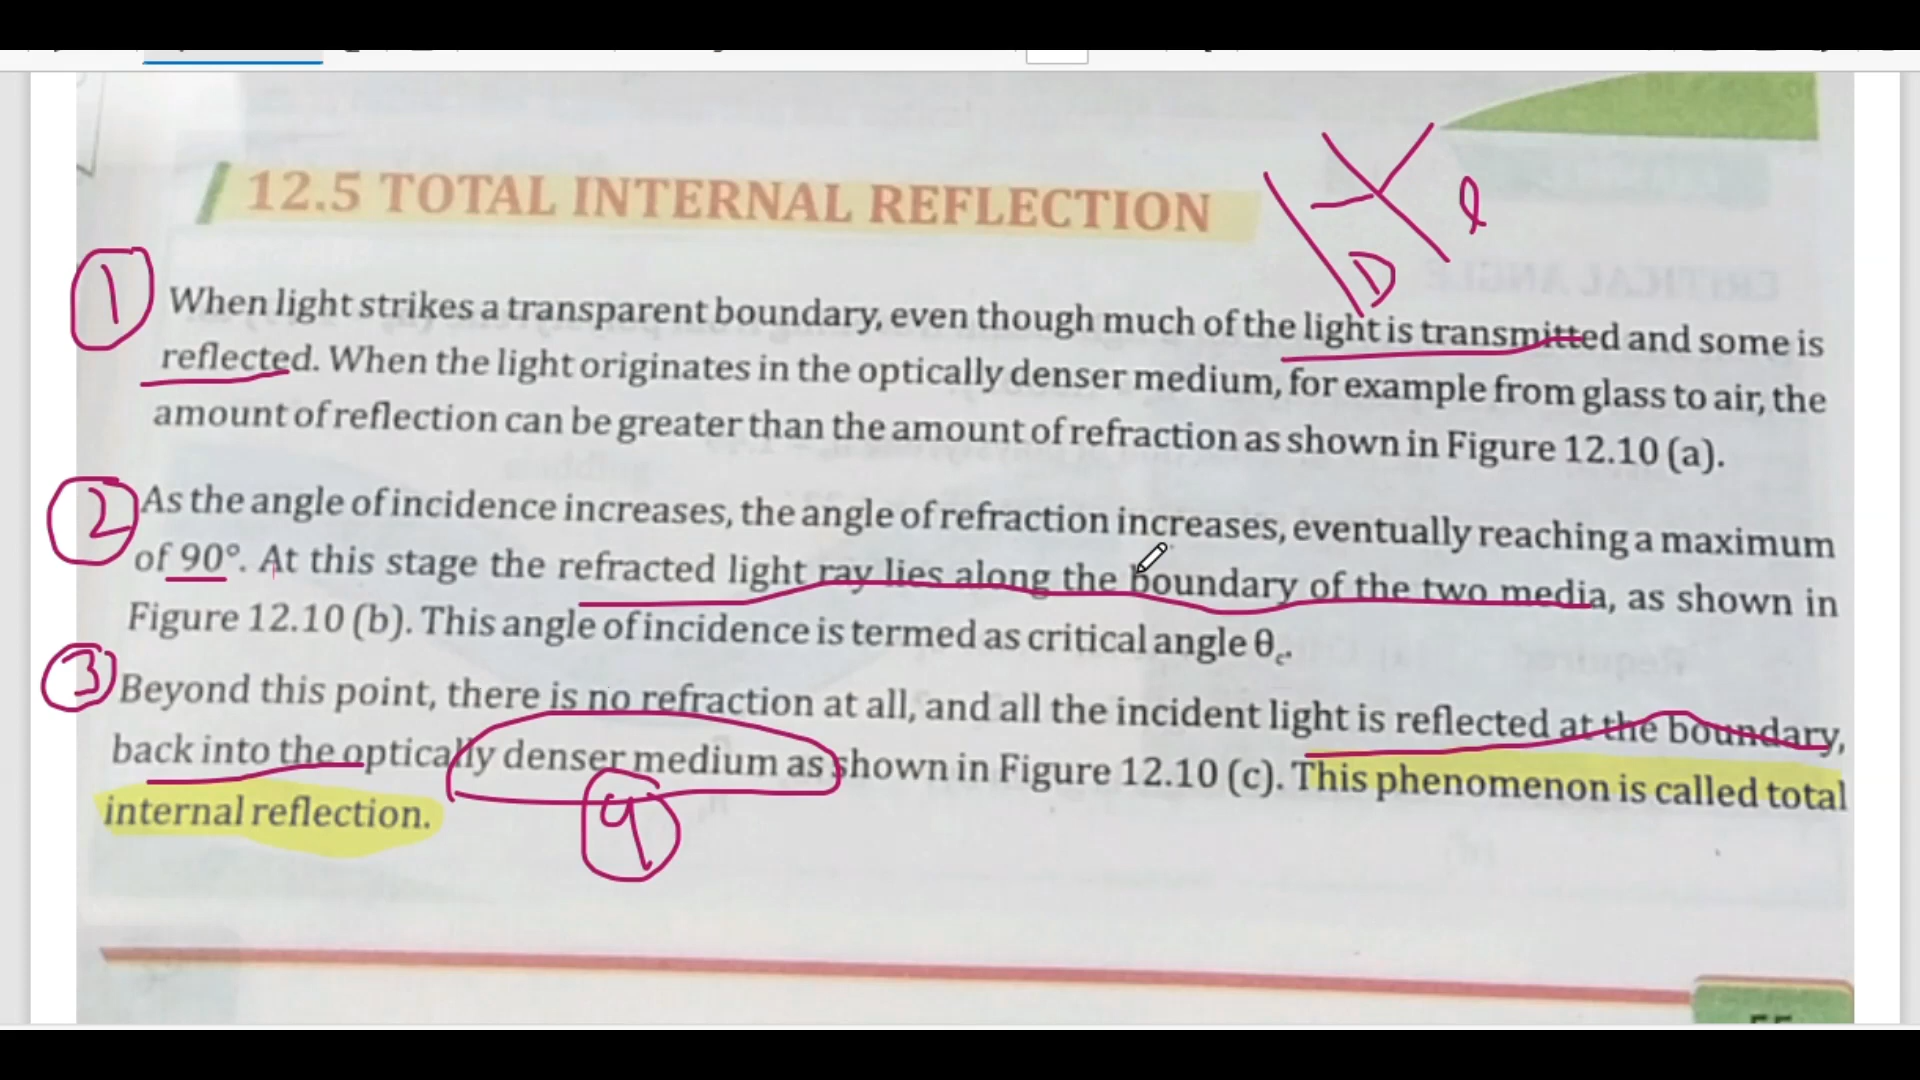 12.5 TOTAL INTERNAL REFLECTION
D
1
When light strikes a transparent boundary, even though much of the light is transmitted and some is
reflected. When the light originates in the optically denser medium, for example from glass to air, the
amount of reflection can be greater than the amount of refraction as shown in Figure 12.10 (a).
2
As the angle of incidence increases, the angle of refraction increases, eventually reaching a maximum
of 90°. At this stage the refracted light ray lies along the boundary of the two media, as shown in
Figure 12.10 (b). This angle of incidence is termed as critical angle θc.
3
Beyond this point, there is no refraction at all, and all the incident light is reflected at the boundary,
back into the optically denser medium as shown in Figure 12.10 (c). This phenomenon is called total
internal reflection.